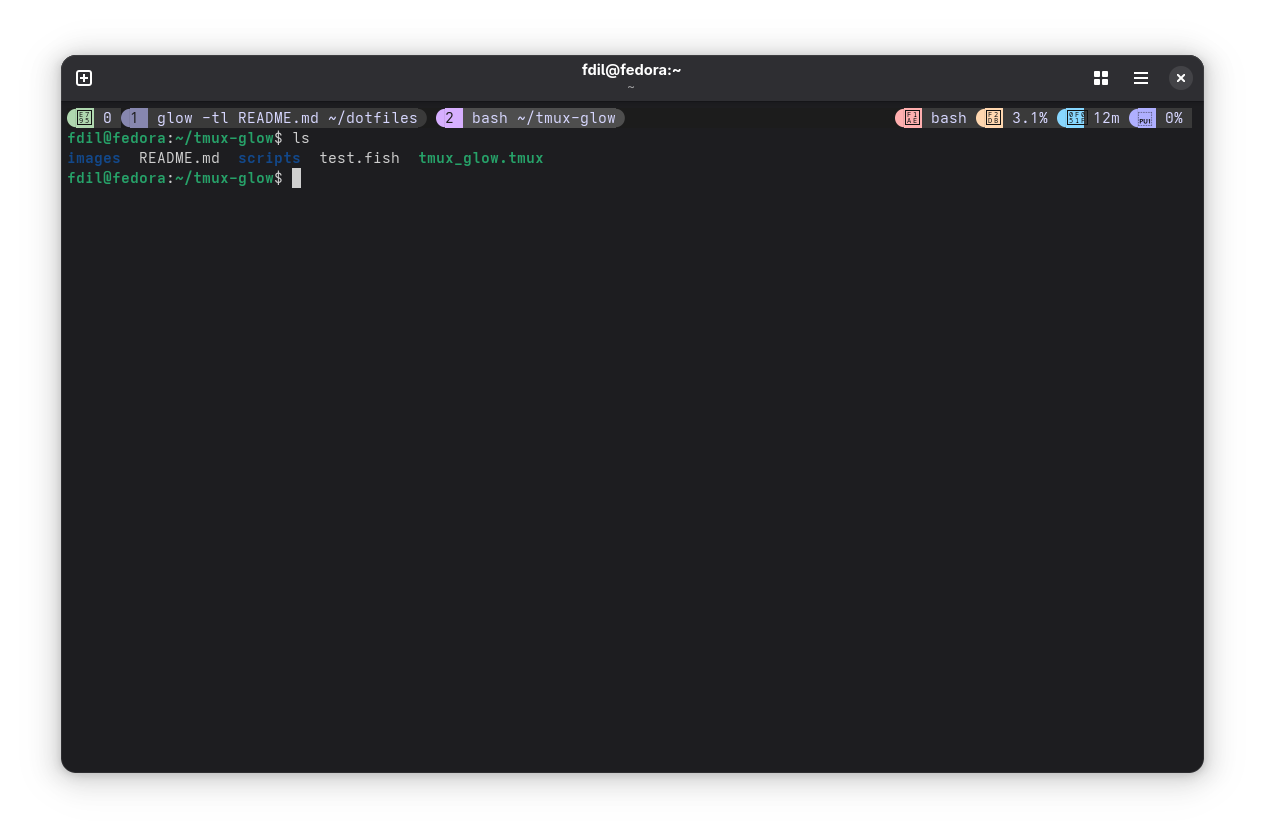 fdil@fedora:~
~
0 1 glow -tl README.md ~/dotfiles 2 bash ~/tmux-glow bash 3.1% 12m 0%
fdil@fedora:~/tmux-glow$ ls
images README.md scripts test.fish tmux_glow.tmux
fdil@fedora:~/tmux-glow$